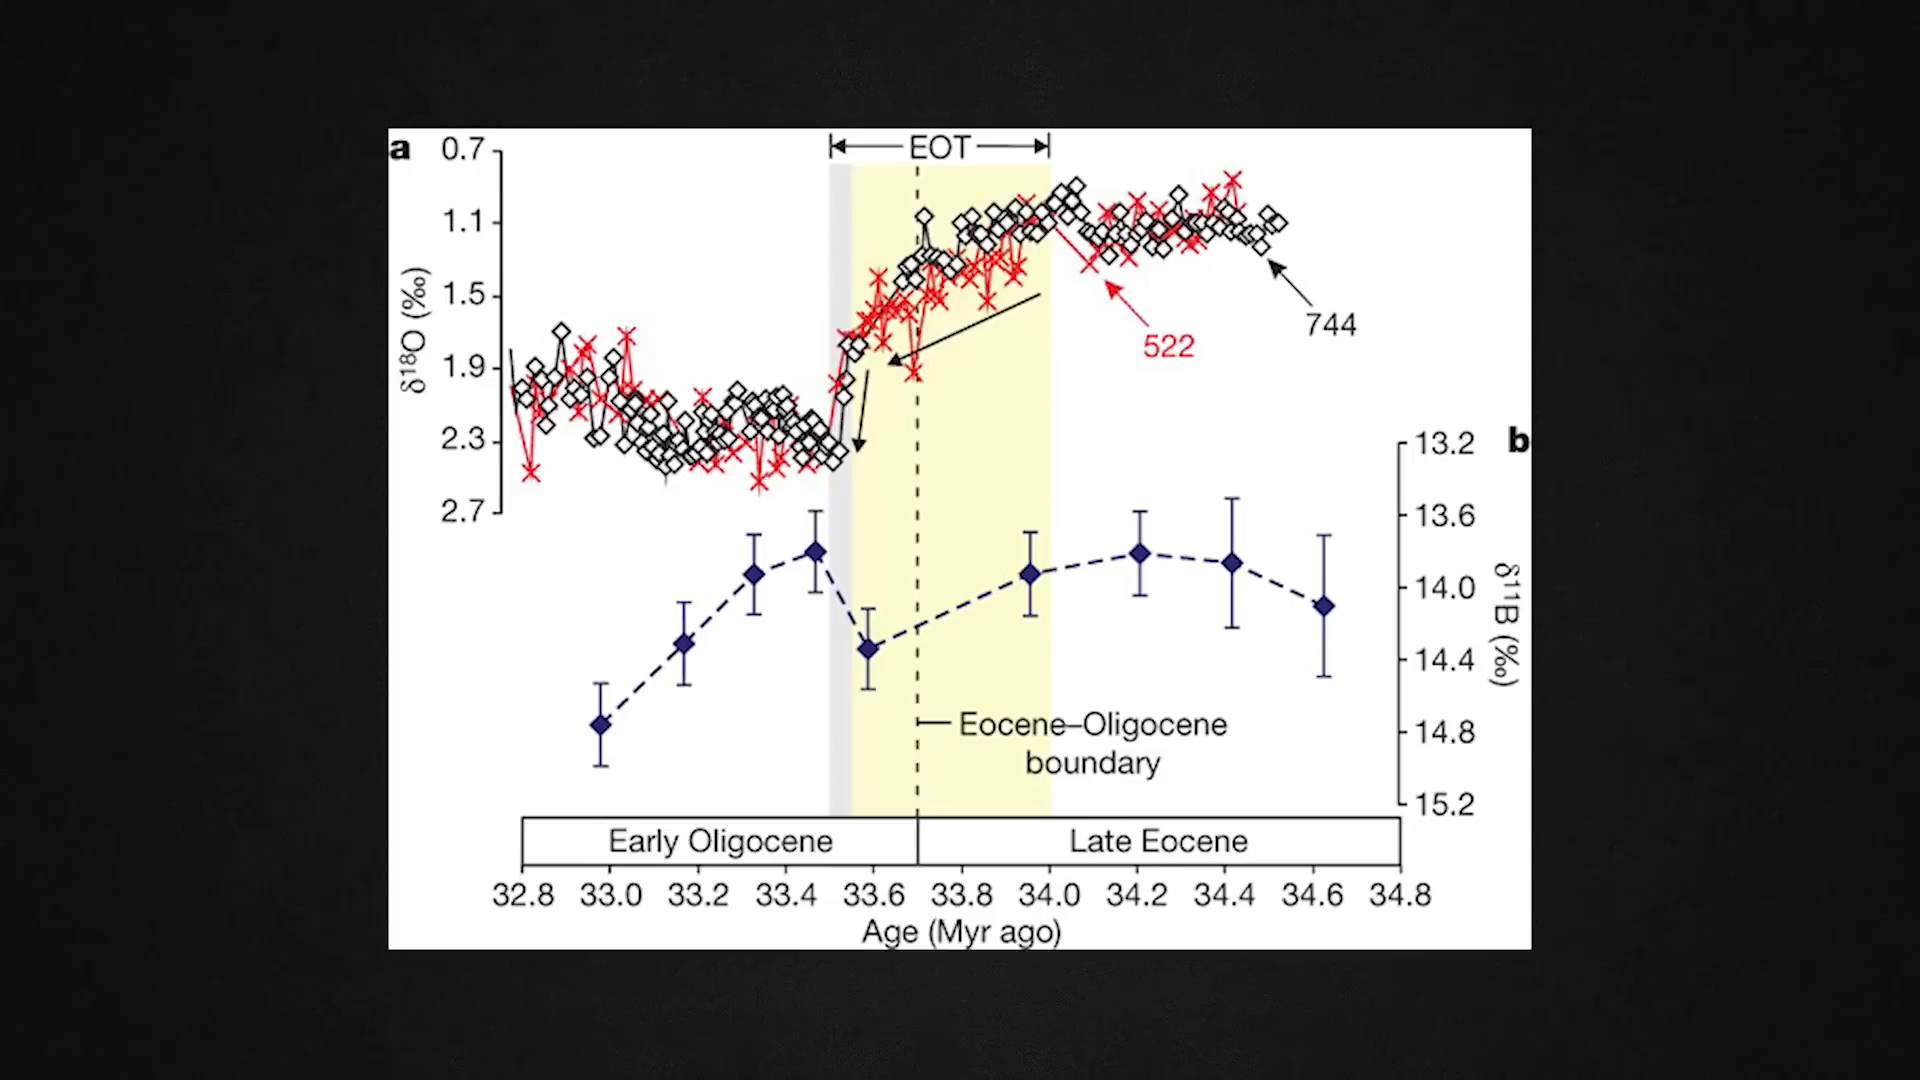 a
EOT
0.7
1.1
1.5
1.9
2.3
2.7
δ¹⁸O (‰)
522
744
b
13.2
13.6
14.0
14.4
14.8
15.2
δ¹¹B (‰)
Eocene–Oligocene
boundary
Early Oligocene
Late Eocene
32.8 33.0 33.2 33.4 33.6 33.8 34.0 34.2 34.4 34.6 34.8
Age (Myr ago)